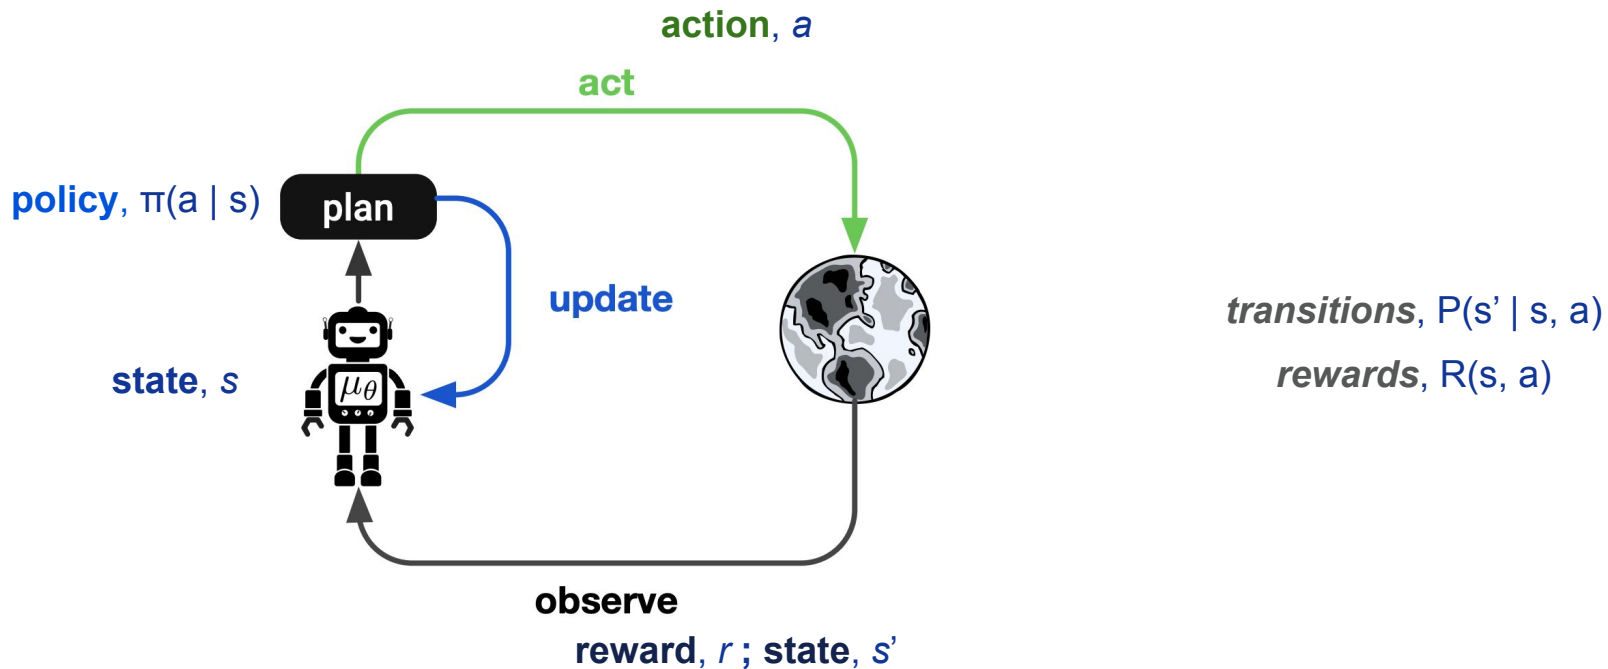 action, a
act
policy, π(a | s)
plan
update
transitions, P(s’ | s, a)
rewards, R(s, a)
state, s
μθ
observe
reward, r ; state, s’